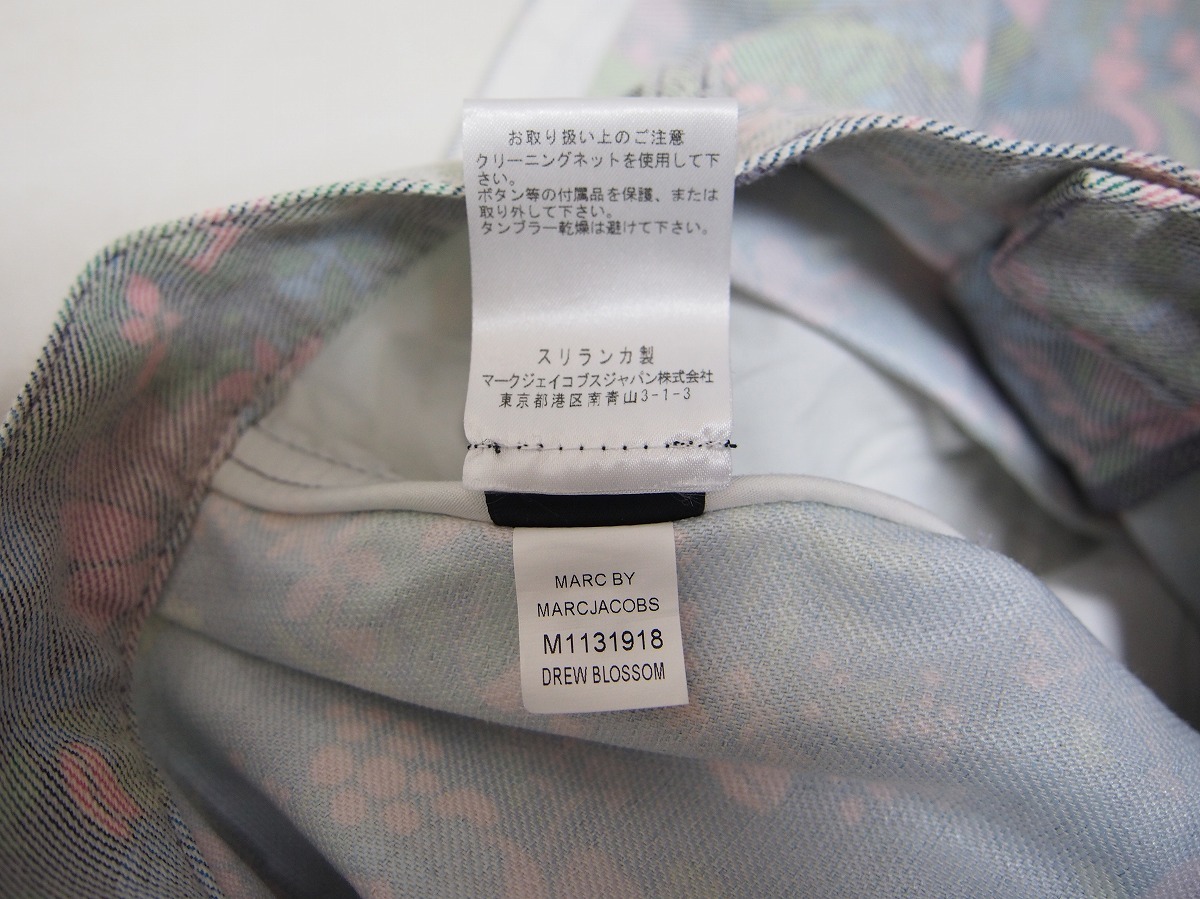 お取り扱い上のご注意
クリーニングネットを使用して下
さい。
ボタン等の付属品を保護、または
取り外して下さい。
タンブラー乾燥は避けて下さい。
スリランカ製
マークジェイコブスジャパン株式会社
東京都港区南青山3-1-3
MARC BY
MARCJACOBS
M1131918
DREW BLOSSOM